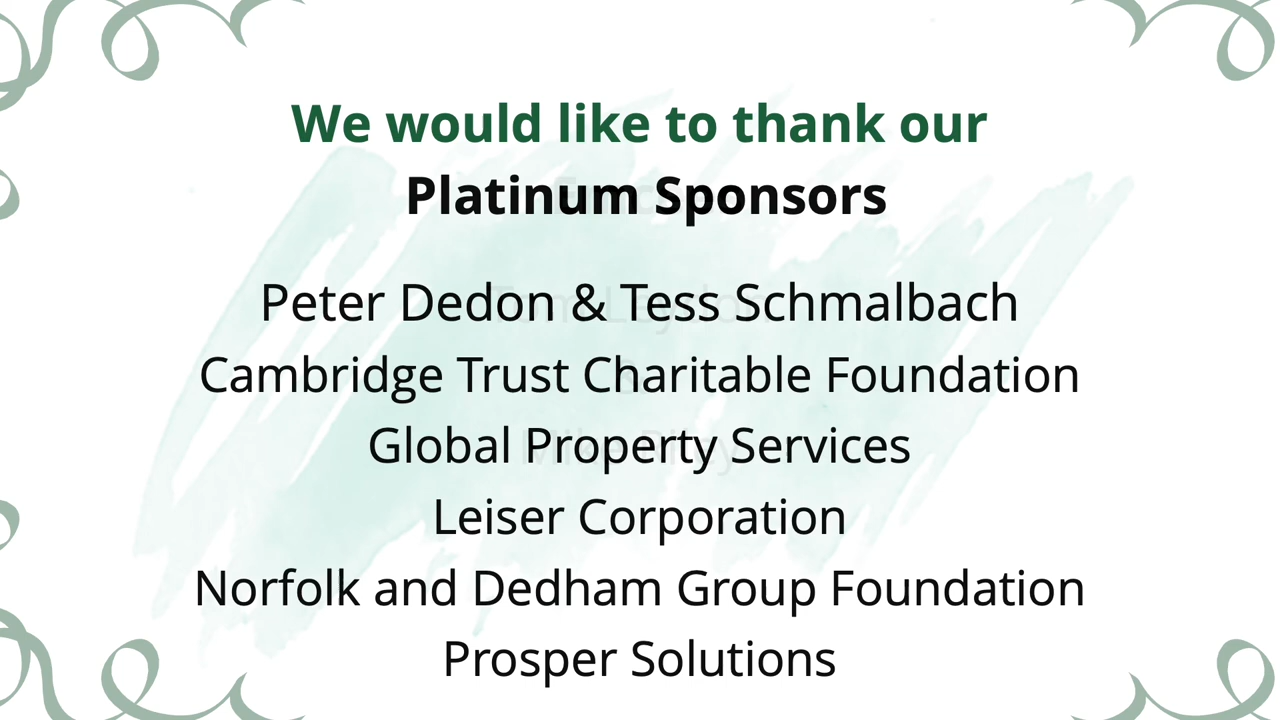 We would like to thank our
Platinum Sponsors
Peter Dedon & Tess Schmalbach
Cambridge Trust Charitable Foundation
Global Property Services
Leiser Corporation
Norfolk and Dedham Group Foundation
Prosper Solutions